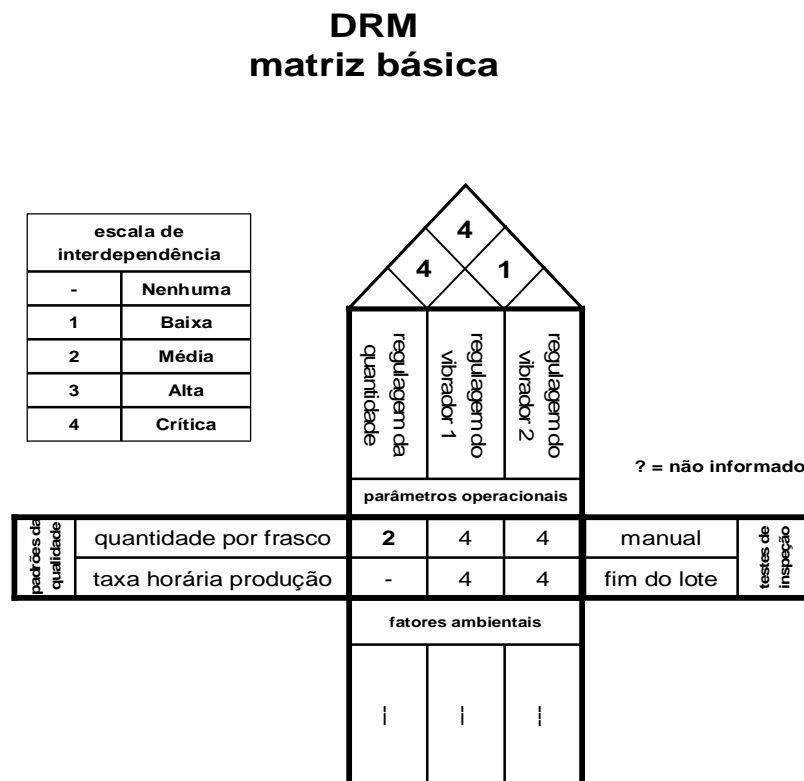 DRM
matriz básica
4
4 1
escala de
interdependência
- Nenhuma
1 Baixa
2 Média
3 Alta
4 Crítica
regulagem da
quantidade
regulagem do
vibrador 1
regulagem do
vibrador 2
? = não informado
parâmetros operacionais
padrões da
qualidade
quantidade por frasco 2 4 4 manual
taxa horária produção - 4 4 fim do lote
testes de
inspeção
fatores ambientais